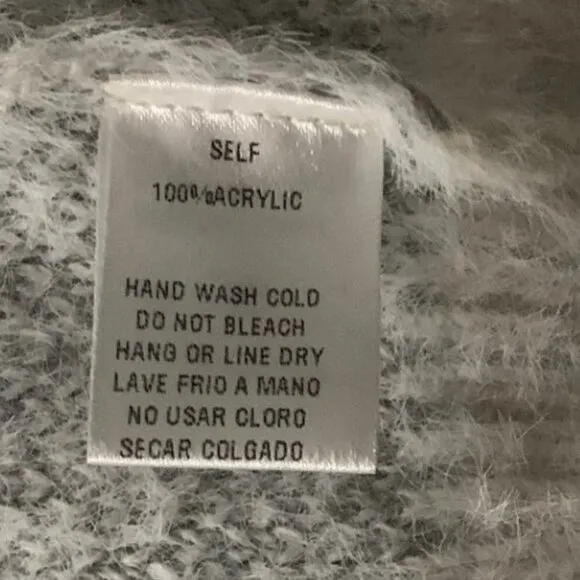 SELF
100%ACRYLIC
HAND WASH COLD
DO NOT BLEACH
HANG OR LINE DRY
LAVE FRIO A MANO
NO USAR CLORO
SECAR COLGADO